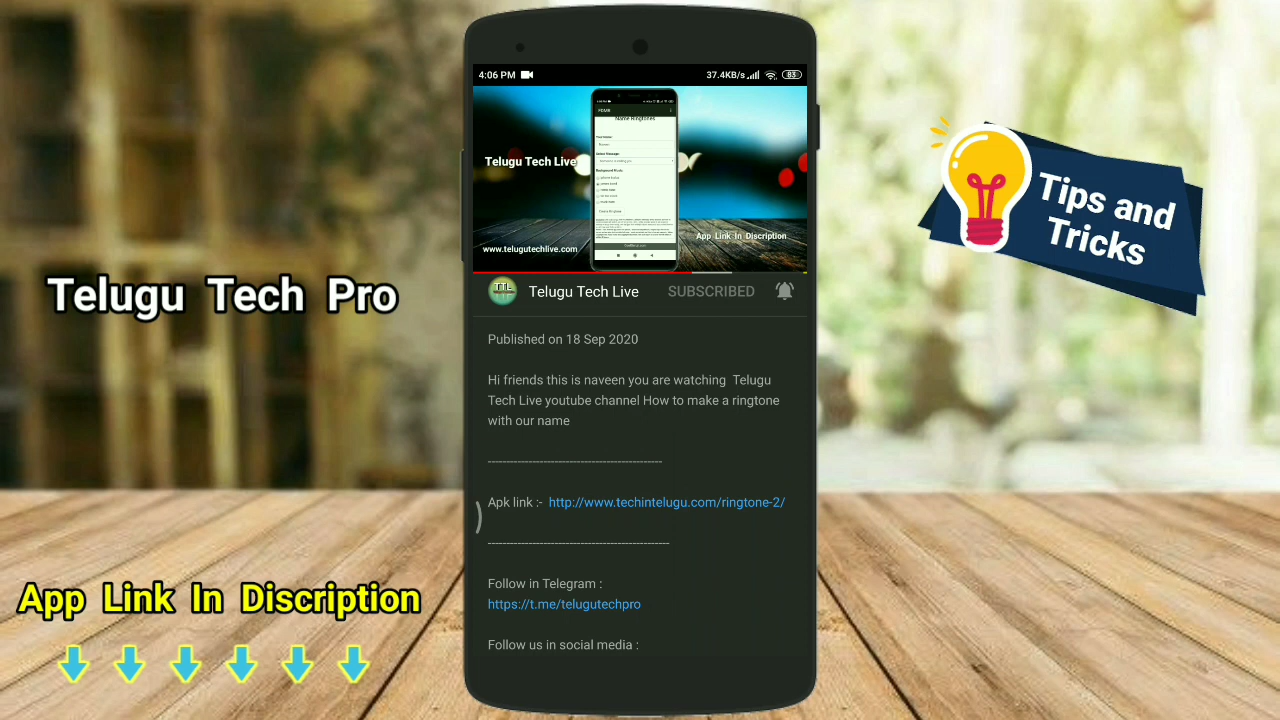 4:06 PM
37.4KB/s
83
Name Ringtones
Telugu Tech Live
www.telugutechlive.com
App Link In Discription
TL
Telugu Tech Live
SUBSCRIBED
Published on 18 Sep 2020
Hi friends this is naveen you are watching Telugu
Tech Live youtube channel How to make a ringtone
with our name
----------------------------------------------
Apk link :- http://www.techintelugu.com/ringtone-2/
------------------------------------------------
Follow in Telegram :
https://t.me/telugutechpro
Follow us in social media :
Telugu Tech Pro
App Link In Discription
Tips and
Tricks